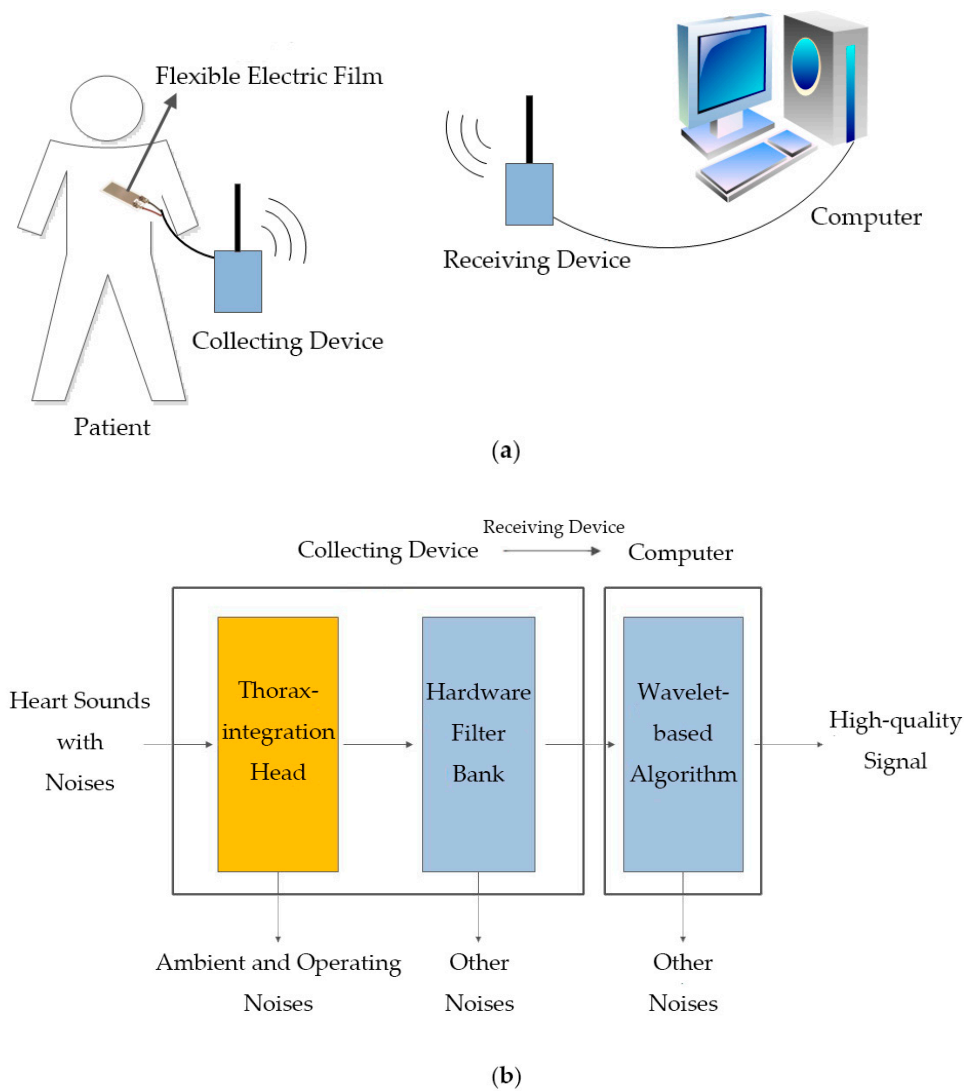 Flexible Electric Film
Computer
Receiving Device
Collecting Device
Patient
(a)
Receiving Device
Collecting Device
Computer
Heart Sounds
with
Noises
Thorax-
integration
Head
Hardware
Filter
Bank
Wavelet-
based
Algorithm
High-quality
Signal
Ambient and Operating
Noises
Other
Noises
Other
Noises
(b)